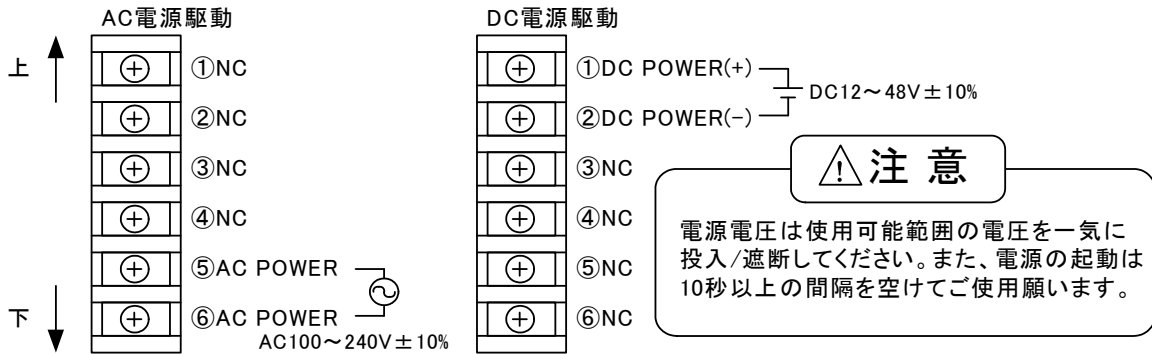 AC電源駆動
上
下
①NC
②NC
③NC
④NC
⑤AC POWER
⑥AC POWER
AC100～240V±10%
DC電源駆動
①DC POWER(+)
②DC POWER(-)
DC12～48V±10%
③NC
④NC
⑤NC
⑥NC
注 意
電源電圧は使用可能範囲の電圧を一気に
投入/遮断してください。また、電源の起動は
10秒以上の間隔を空けてご使用願います。